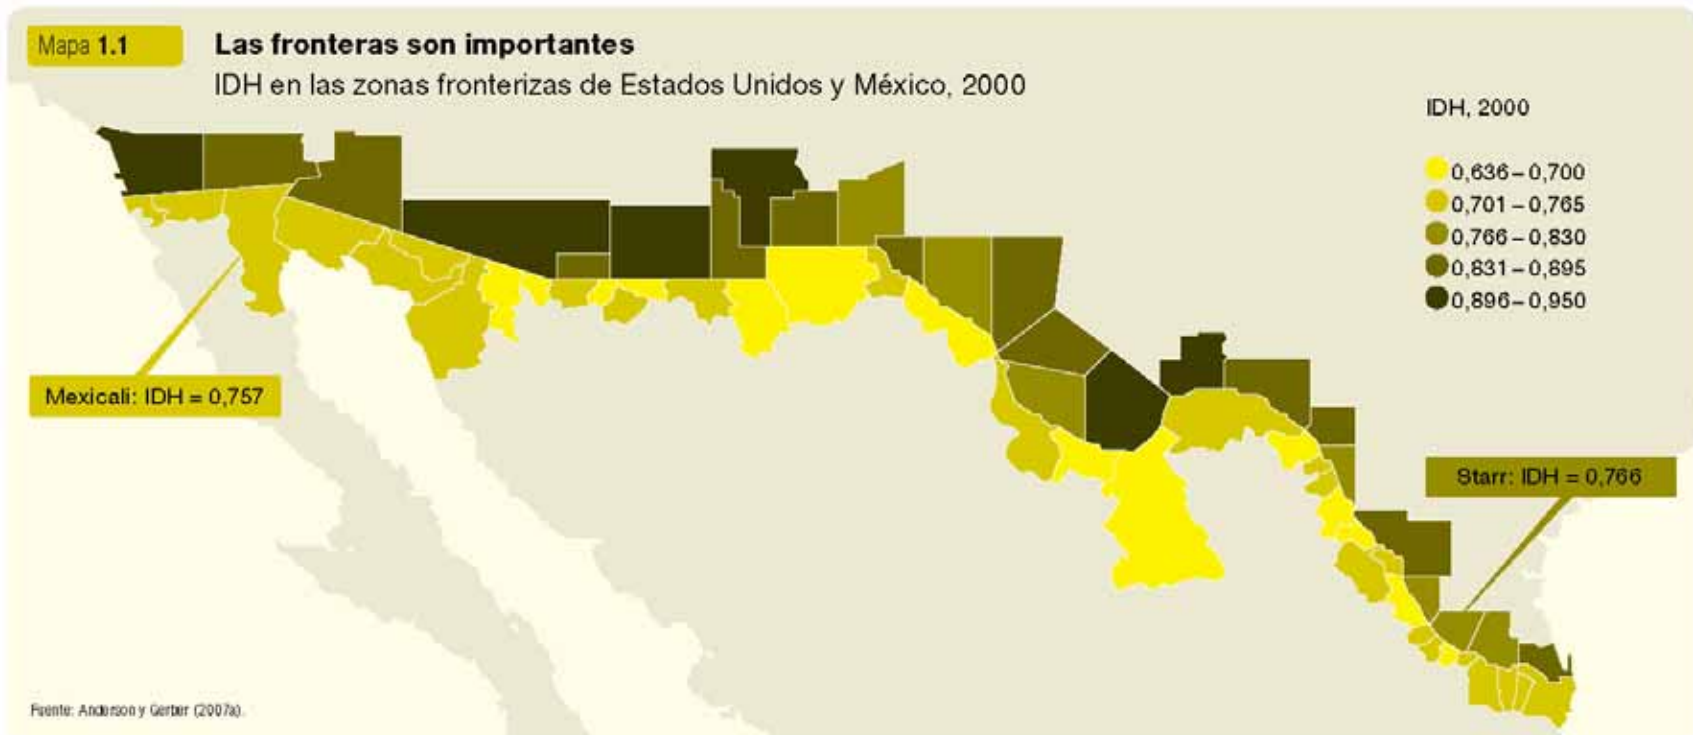 Mapa 1.1
Las fronteras son importantes
IDH en las zonas fronterizas de Estados Unidos y México, 2000
IDH, 2000
0,636–0,700
0,701–0,765
0,766–0,830
0,831–0,895
0,896–0,950
Mexicali: IDH = 0,757
Starr: IDH = 0,766
Fuente: Anderson y Gerber (2007a).